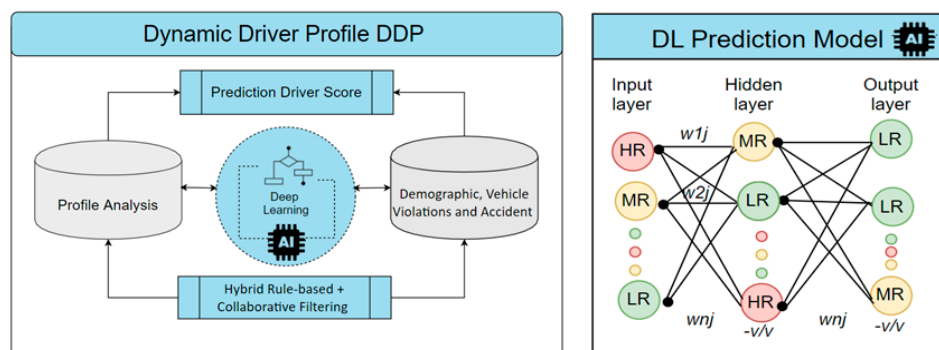 Dynamic Driver Profile DDP
Prediction Driver Score
Profile Analysis
Deep
Learning
AI
Demographic, Vehicle
Violations and Accident
Hybrid Rule-based +
Collaborative Filtering
DL Prediction Model
AI
Input
layer
Hidden
layer
Output
layer
w1j
HR
MR
LR
w2j
MR
LR
LR
LR
HR
MR
wnj
-v/v
wnj
-v/v